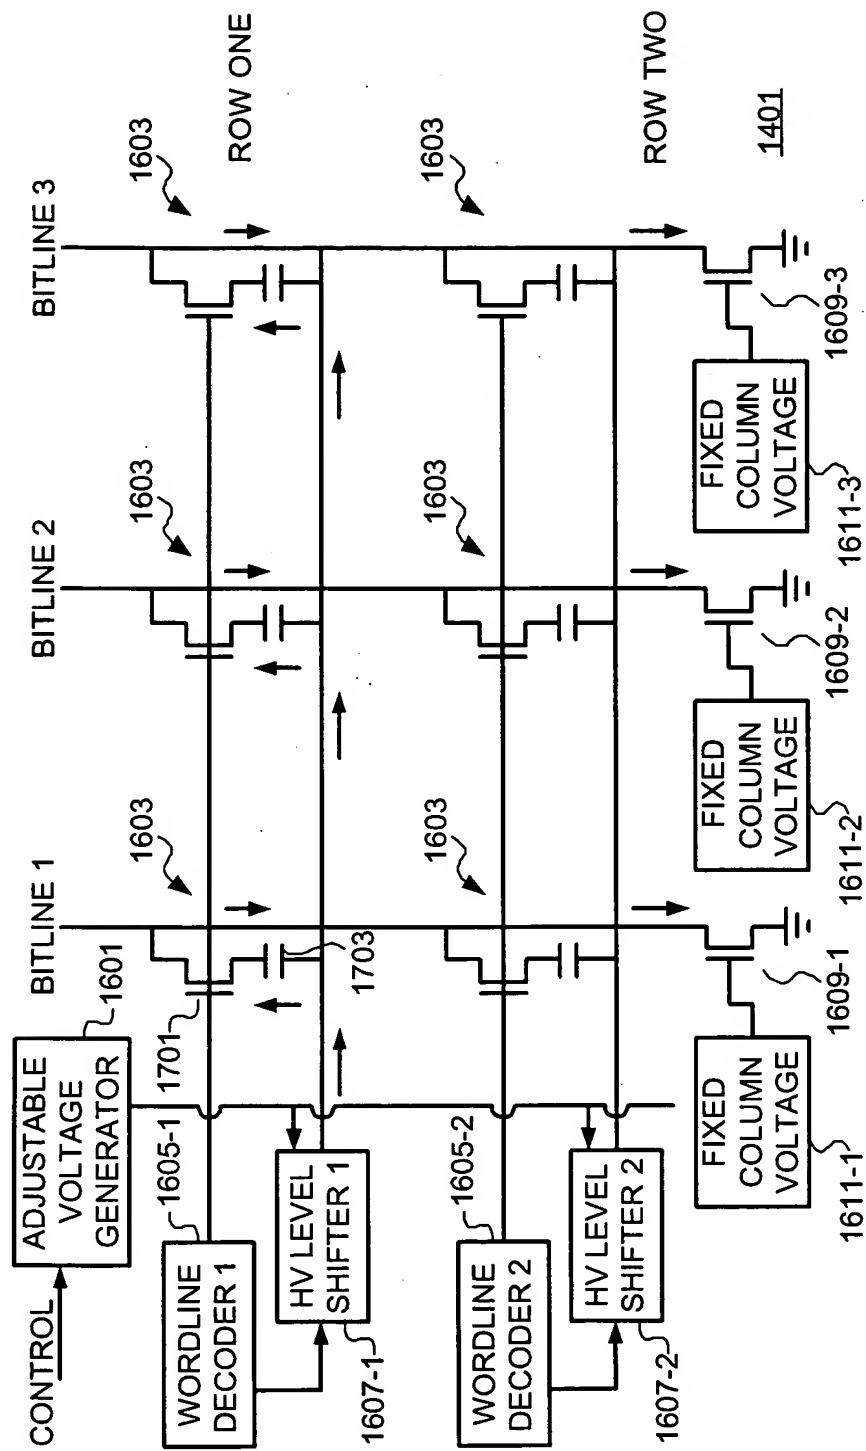 CONTROL
ADJUSTABLE
VOLTAGE
GENERATOR
1601
BITLINE 1
BITLINE 2
BITLINE 3
1603
1603
1603
ROW ONE
WORDLINE
DECODER 1
1605-1
1701
1703
HV LEVEL
SHIFTER 1
1607-1
1603
1603
1603
WORDLINE
DECODER 2
1605-2
HV LEVEL
SHIFTER 2
1607-2
ROW TWO
FIXED
COLUMN
VOLTAGE
1611-1
1609-1
FIXED
COLUMN
VOLTAGE
1611-2
1609-2
FIXED
COLUMN
VOLTAGE
1611-3
1609-3
1401